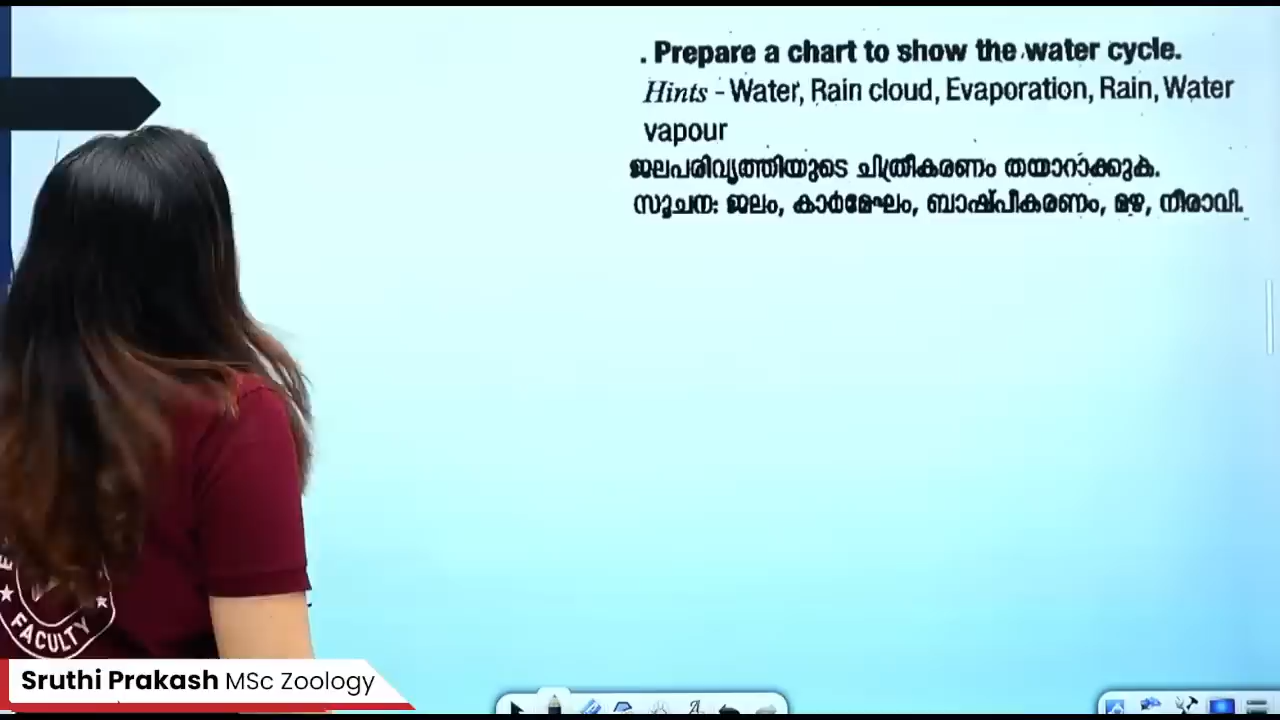 . Prepare a chart to show the water cycle.
Hints - Water, Rain cloud, Evaporation, Rain, Water
vapour
ജലപരിവൃത്തിയുടെ ചിത്രീകരണം തയാറാക്കുക.
സൂചന: ജലം, കാർമേഘം, ബാഷ്പീകരണം, മഴ, നീരാവി.
FACULTY
Sruthi Prakash MSc Zoology